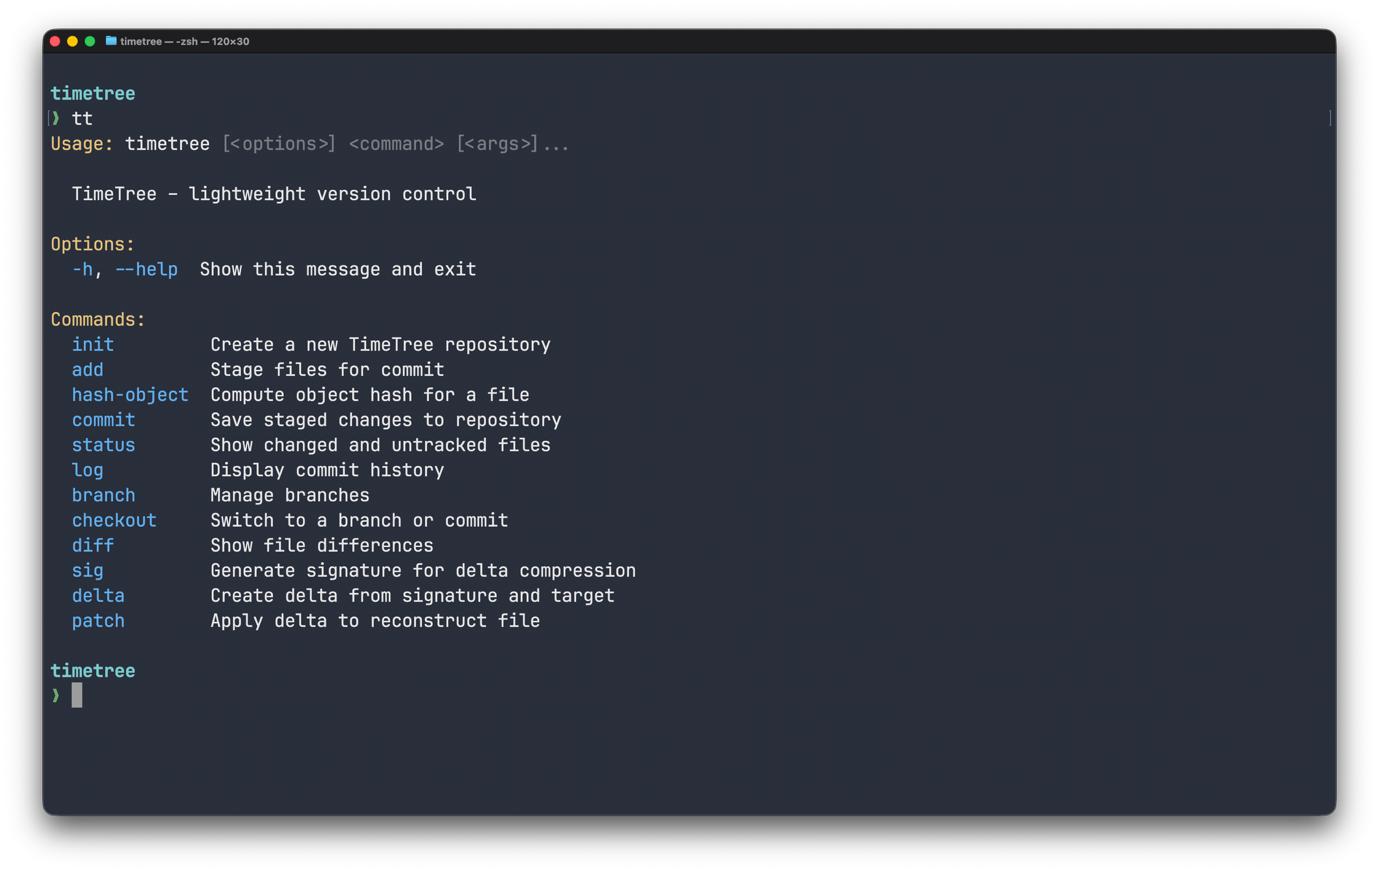 timetree — -zsh — 120×30
timetree
❯ tt
Usage: timetree [<options>] <command> [<args>]...
TimeTree - lightweight version control
Options:
-h, --help  Show this message and exit
Commands:
init         Create a new TimeTree repository
add          Stage files for commit
hash-object  Compute object hash for a file
commit       Save staged changes to repository
status       Show changed and untracked files
log          Display commit history
branch       Manage branches
checkout     Switch to a branch or commit
diff         Show file differences
sig          Generate signature for delta compression
delta        Create delta from signature and target
patch        Apply delta to reconstruct file
timetree
❯